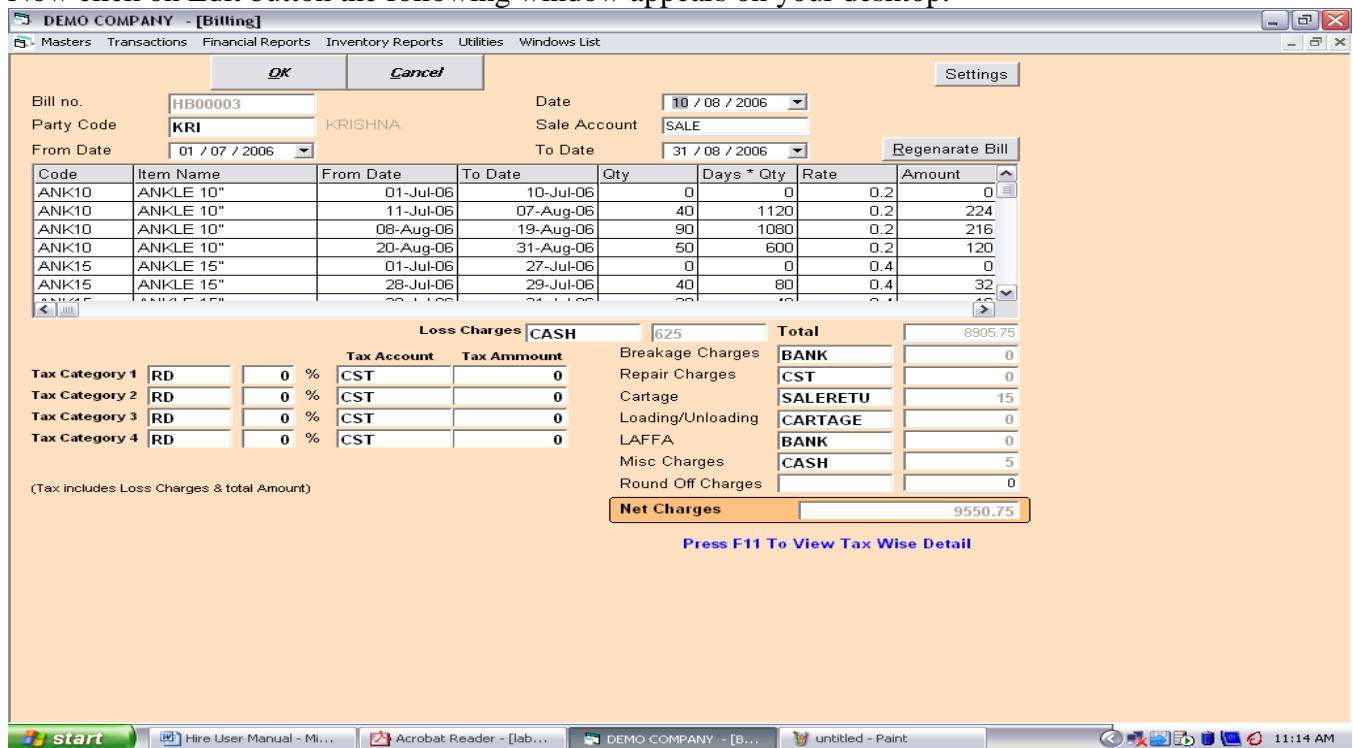 Now click on Edit button the following window appears on your desktop.
DEMO COMPANY - [Billing]
Masters Transactions Financial Reports Inventory Reports Utilities Windows List
OK Cancel Settings
Bill no. HB00003 Date 10 / 08 / 2006
Party Code KRI KRISHNA Sale Account SALE
From Date 01 / 07 / 2006 To Date 31 / 08 / 2006 Regenarate Bill
Code Item Name From Date To Date Qty Days * Qty Rate Amount
ANK10 ANKLE 10" 01-Jul-06 10-Jul-06 0 0 0.2 0
ANK10 ANKLE 10" 11-Jul-06 07-Aug-06 40 1120 0.2 224
ANK10 ANKLE 10" 08-Aug-06 19-Aug-06 90 1080 0.2 216
ANK10 ANKLE 10" 20-Aug-06 31-Aug-06 50 600 0.2 120
ANK15 ANKLE 15" 01-Jul-06 27-Jul-06 0 0 0.4 0
ANK15 ANKLE 15" 28-Jul-06 29-Jul-06 40 80 0.4 32
Loss Charges CASH 625 Total 8905.75
Tax Account Tax Ammount Breakage Charges BANK 0
Tax Category 1 RD 0 % CST 0 Repair Charges CST 0
Tax Category 2 RD 0 % CST 0 Cartage SALERETU 15
Tax Category 3 RD 0 % CST 0 Loading/Unloading CARTAGE 0
Tax Category 4 RD 0 % CST 0 LAFFA BANK 0
Misc Charges CASH 5
(Tax includes Loss Charges & total Amount) Round Off Charges 0
Net Charges 9550.75
Press F11 To View Tax Wise Detail
start Hire User Manual - Mi... Acrobat Reader - [lab... DEMO COMPANY - [B... untitled - Paint 11:14 AM